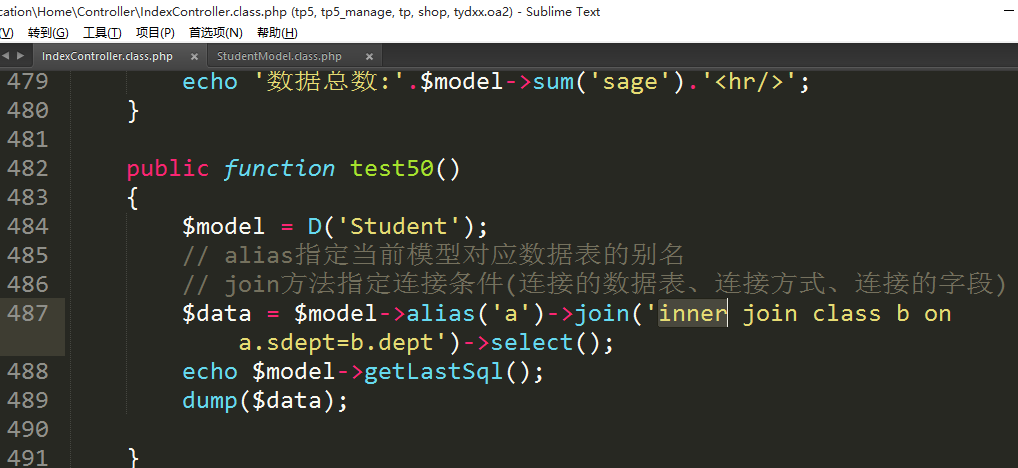 cation\Home\Controller\IndexController.class.php (tp5, tp5_manage, tp, shop, tydxx.oa2) - Sublime Text
(V) 转到(G) 工具(T) 项目(P) 首选项(N) 帮助(H)
IndexController.class.php × StudentModel.class.php ×
479 echo '数据总数:'.$model->sum('sage').'<hr/>';
480 }
481
482 public function test50()
483 {
484 $model = D('Student');
485 // alias指定当前模型对应数据表的别名
486 // join方法指定连接条件(连接的数据表、连接方式、连接的字段)
487 $data = $model->alias('a')->join('inner join class b on
a.sdept=b.dept')->select();
488 echo $model->getLastSql();
489 dump($data);
490
491 }